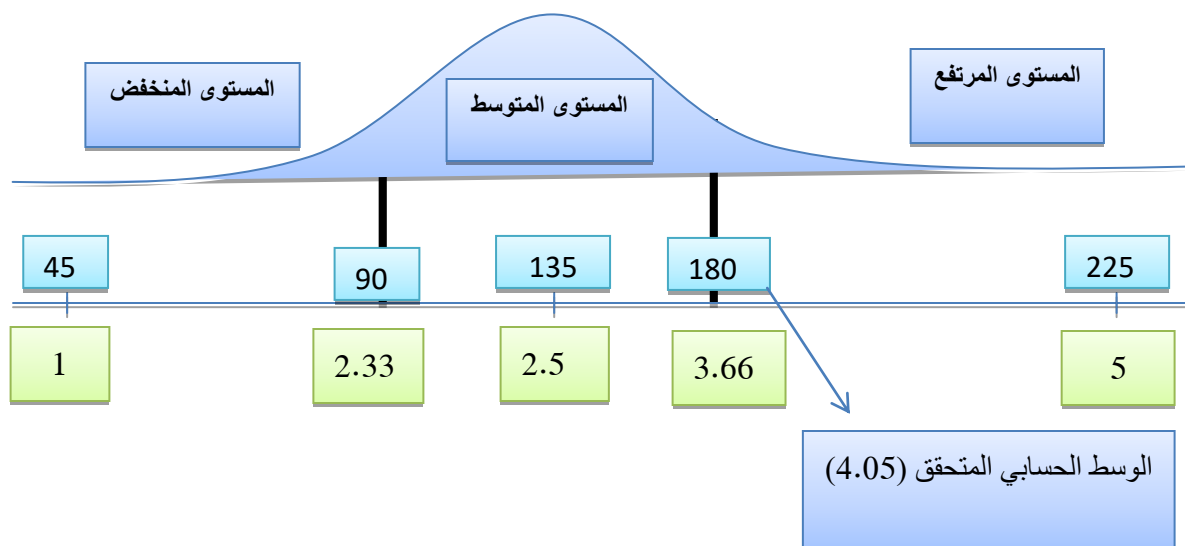 المستوى المرتفع
المستوى المتوسط
المستوى المنخفض
45
90
135
180
225
1
2.33
2.5
3.66
5
الوسط الحسابي المتحقق (4.05)